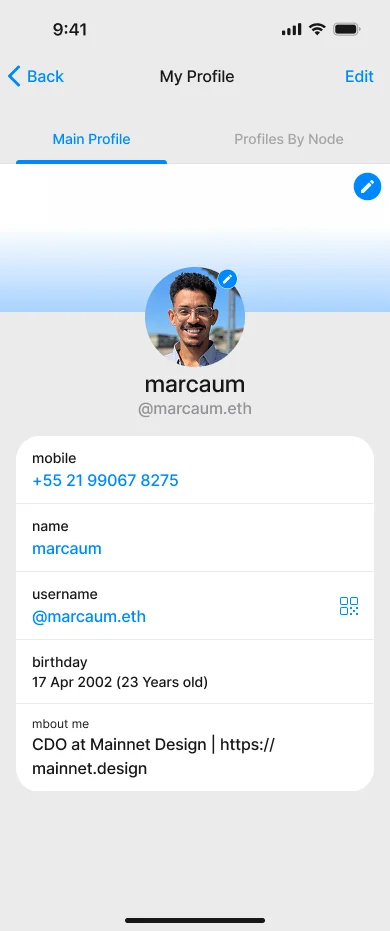 9:41
Back
My Profile
Edit
Main Profile
Profiles By Node
marcaum
@marcaum.eth
mobile
+55 21 99067 8275
name
marcaum
username
@marcaum.eth
birthday
17 Apr 2002 (23 Years old)
mbout me
CDO at Mainnet Design | https://
mainnet.design